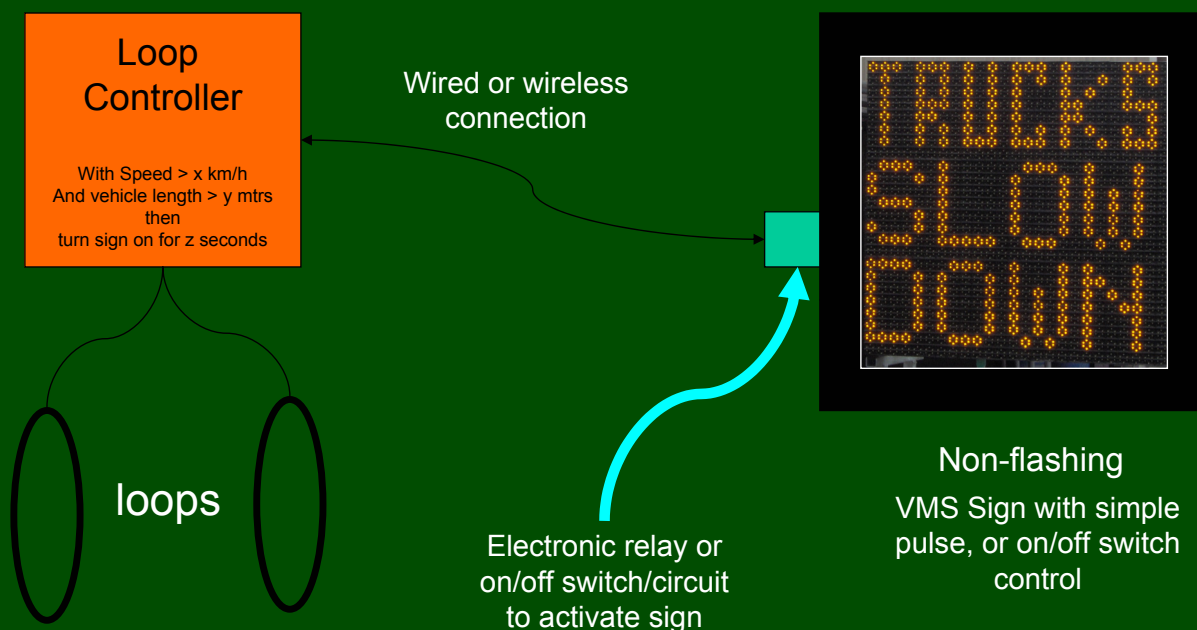 Loop
Controller
With Speed > x km/h
And vehicle length > y mtrs
then
turn sign on for z seconds
Wired or wireless
connection
TRUCKS
SLOW
DOWN
loops
Electronic relay or
on/off switch/circuit
to activate sign
Non-flashing
VMS Sign with simple
pulse, or on/off switch
control